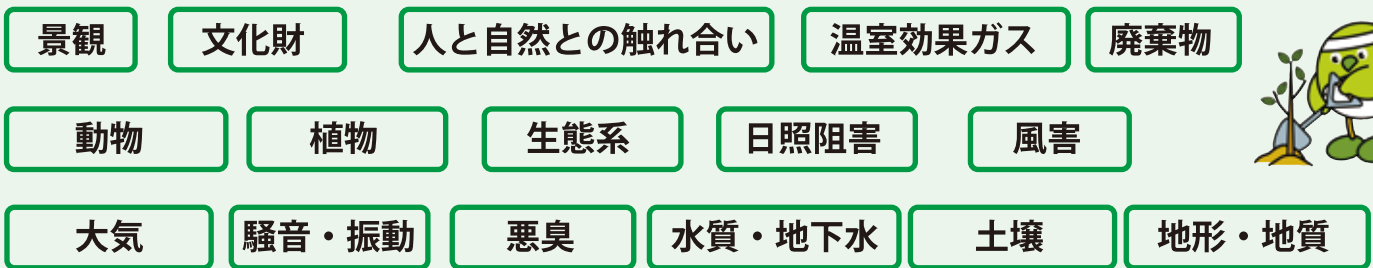 景観 文化財 人と自然との触れ合い 温室効果ガス 廃棄物
動物 植物 生態系 日照阻害 風害
大気 騒音・振動 悪臭 水質・地下水 土壌 地形・地質